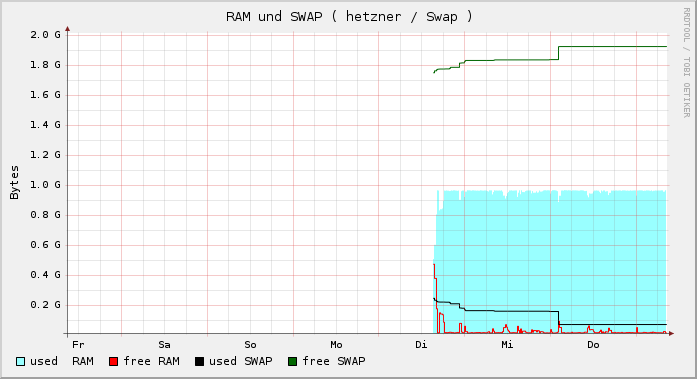 RAM und SWAP ( hetzner / Swap )
RRDTOOL / TOBI OETIKER
Bytes
2.0 G
1.8 G
1.6 G
1.4 G
1.2 G
1.0 G
0.8 G
0.6 G
0.4 G
0.2 G
Fr Sa So Mo Di Mi Do
used RAM free RAM used SWAP free SWAP